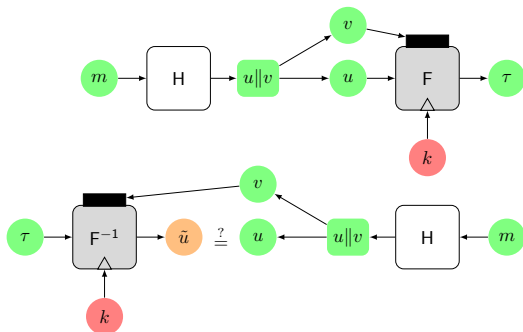 v
m H u∥v u F τ
k
v
τ F⁻¹ ũ ≟ u u∥v H m
k